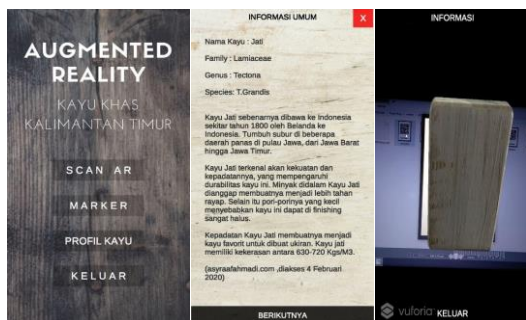 AUGMENTED
REALITY
KAYU KHAS
KALIMANTAN TIMUR
SCAN AR
MARKER
PROFIL KAYU
KELUAR
INFORMASI UMUM
X
Nama Kayu : Jati
Family : Lamiaceae
Genus : Tectona
Species: T.Grandis
Kayu Jati sebenarnya dibawa ke Indonesia
sekitar tahun 1800 oleh Belanda ke
Indonesia. Tumbuh subur di beberapa
daerah panas di pulau Jawa, dari Jawa Barat
hingga Jawa Timur.
Kayu Jati terkenal akan kekuatan dan
kepadatannya, yang mempengaruhi
durabilitas kayu ini. Minyak didalam Kayu Jati
dianggap membuatnya menjadi lebih tahan
rayap. Selain itu pori-porinya yang kecil
menyebabkan kayu ini dapat di finishing
sangat halus.
Kepadatan Kayu Jati membuatnya menjadi
kayu favorit untuk dibuat ukiran. Kayu jati
memiliki kekerasan antara 630-720 Kgs/M3.
(asyraafahmadi.com ,diakses 4 Februari
2020)
BERIKUTNYA
INFORMASI
vuforia
KELUAR